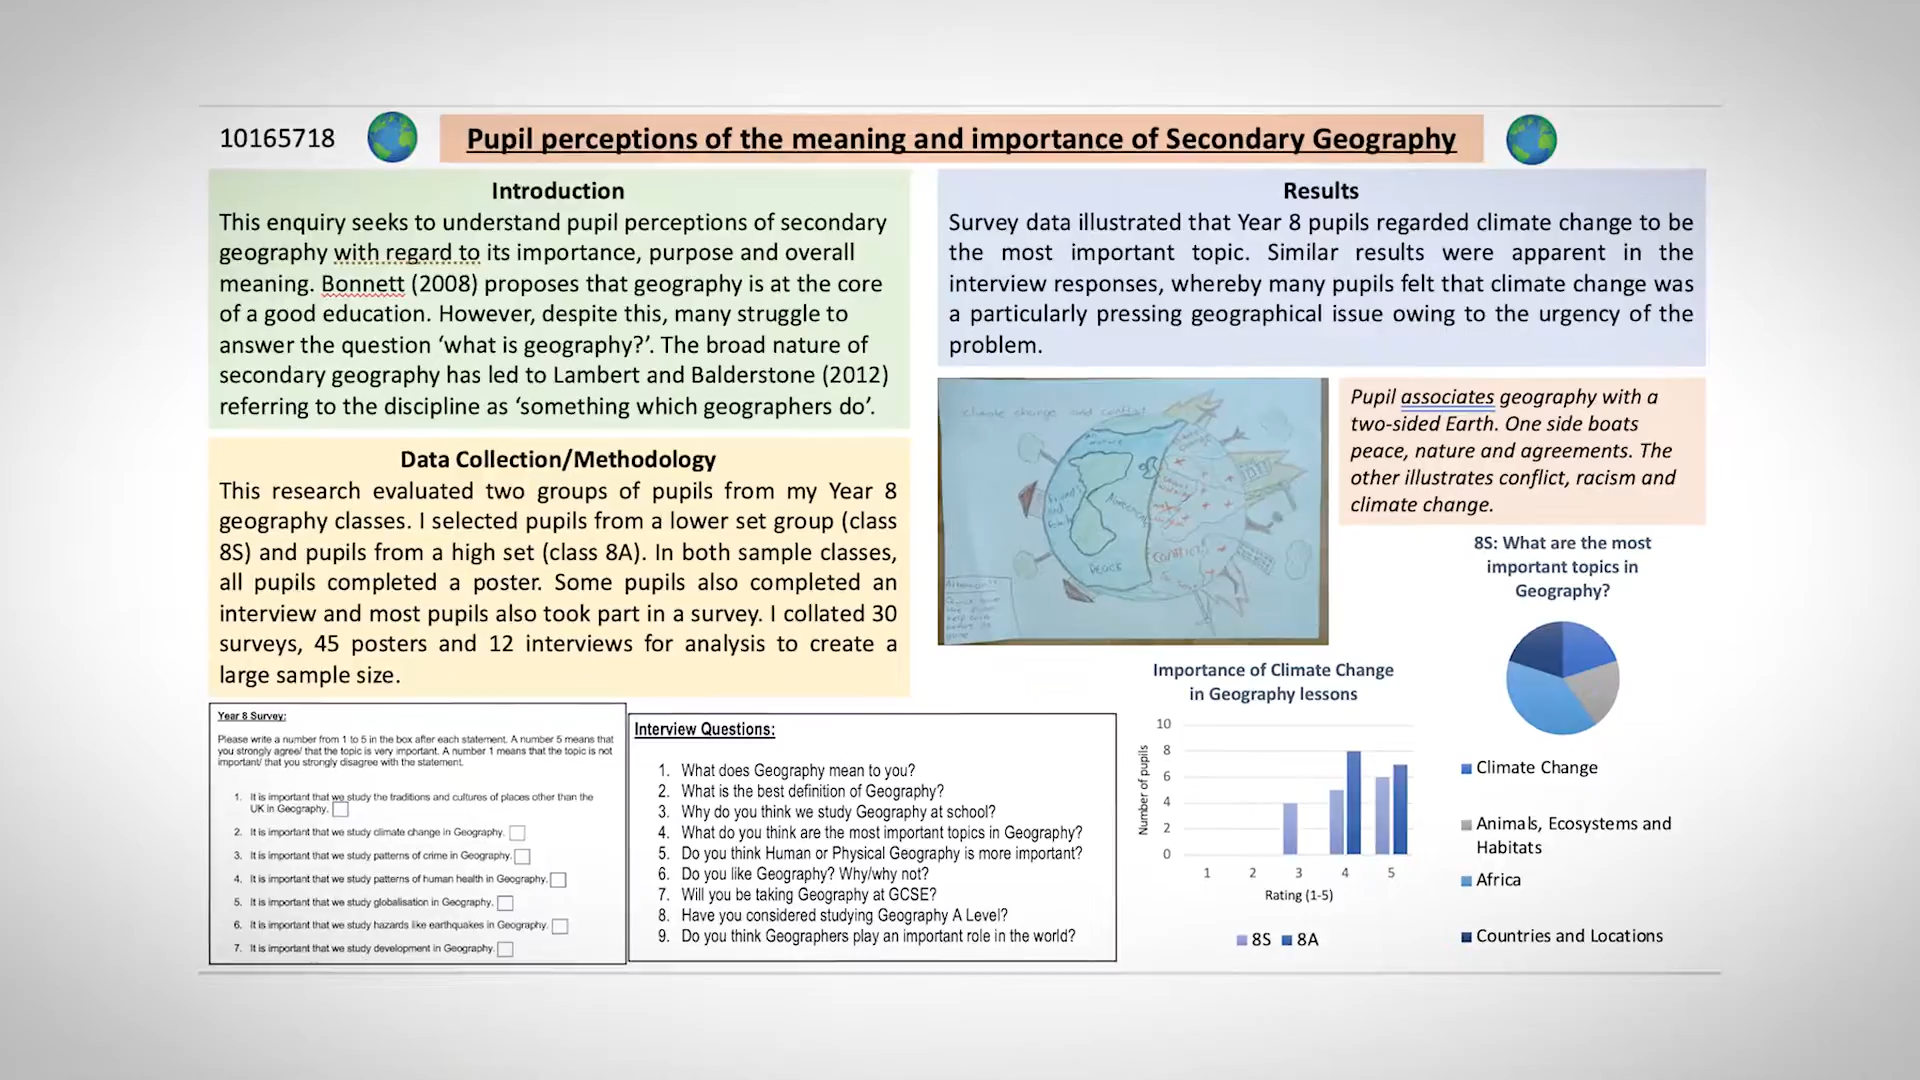 10165718
Pupil perceptions of the meaning and importance of Secondary Geography
Introduction
This enquiry seeks to understand pupil perceptions of secondary
geography with regard to its importance, purpose and overall
meaning. Bonnett (2008) proposes that geography is at the core
of a good education. However, despite this, many struggle to
answer the question ‘what is geography?’. The broad nature of
secondary geography has led to Lambert and Balderstone (2012)
referring to the discipline as ‘something which geographers do’.
Data Collection/Methodology
This research evaluated two groups of pupils from my Year 8
geography classes. I selected pupils from a lower set group (class
8S) and pupils from a high set (class 8A). In both sample classes,
all pupils completed a poster. Some pupils also completed an
interview and most pupils also took part in a survey. I collated 30
surveys, 45 posters and 12 interviews for analysis to create a
large sample size.
Year 8 Survey:
Please write a number from 1 to 5 in the box after each statement. A number 5 means that
you strongly agree/ that the topic is very important. A number 1 means that the topic is not
important/ that you strongly disagree with the statement.
1. It is important that we study the traditions and cultures of places other than the
UK in Geography.
2. It is important that we study climate change in Geography.
3. It is important that we study patterns of crime in Geography.
4. It is important that we study patterns of human health in Geography.
5. It is important that we study globalisation in Geography.
6. It is important that we study hazards like earthquakes in Geography.
7. It is important that we study development in Geography.
Interview Questions:
1. What does Geography mean to you?
2. What is the best definition of Geography?
3. Why do you think we study Geography at school?
4. What do you think are the most important topics in Geography?
5. Do you think Human or Physical Geography is more important?
6. Do you like Geography? Why/why not?
7. Will you be taking Geography at GCSE?
8. Have you considered studying Geography A Level?
9. Do you think Geographers play an important role in the world?
Results
Survey data illustrated that Year 8 pupils regarded climate change to be
the most important topic. Similar results were apparent in the
interview responses, whereby many pupils felt that climate change was
a particularly pressing geographical issue owing to the urgency of the
problem.
climate change and conflict
Agreements
Peace
Conflict
Pupil associates geography with a
two-sided Earth. One side boats
peace, nature and agreements. The
other illustrates conflict, racism and
climate change.
Importance of Climate Change
in Geography lessons
Number of pupils
10
8
6
4
2
0
1 2 3 4 5
Rating (1-5)
8S 8A
8S: What are the most
important topics in
Geography?
Climate Change
Animals, Ecosystems and
Habitats
Africa
Countries and Locations